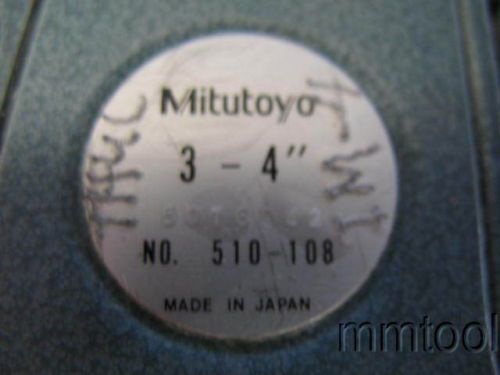 Mitutoyo
3 - 4"
NO. 510-108
MADE IN JAPAN
mmtool